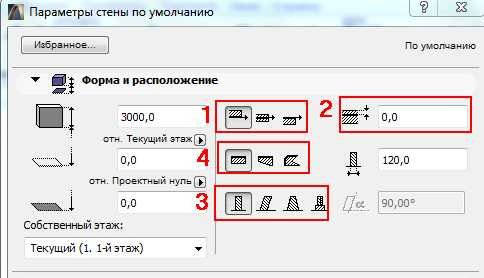 Параметры стены по умолчанию
Избранное... По умолчанию
Форма и расположение
3000,0 1 2 0,0
отн. Текущий этаж
0,0 4 120,0
отн. Проектный нуль
0,0 3 α 90,00°
Собственный этаж:
Текущий (1. 1-й этаж)